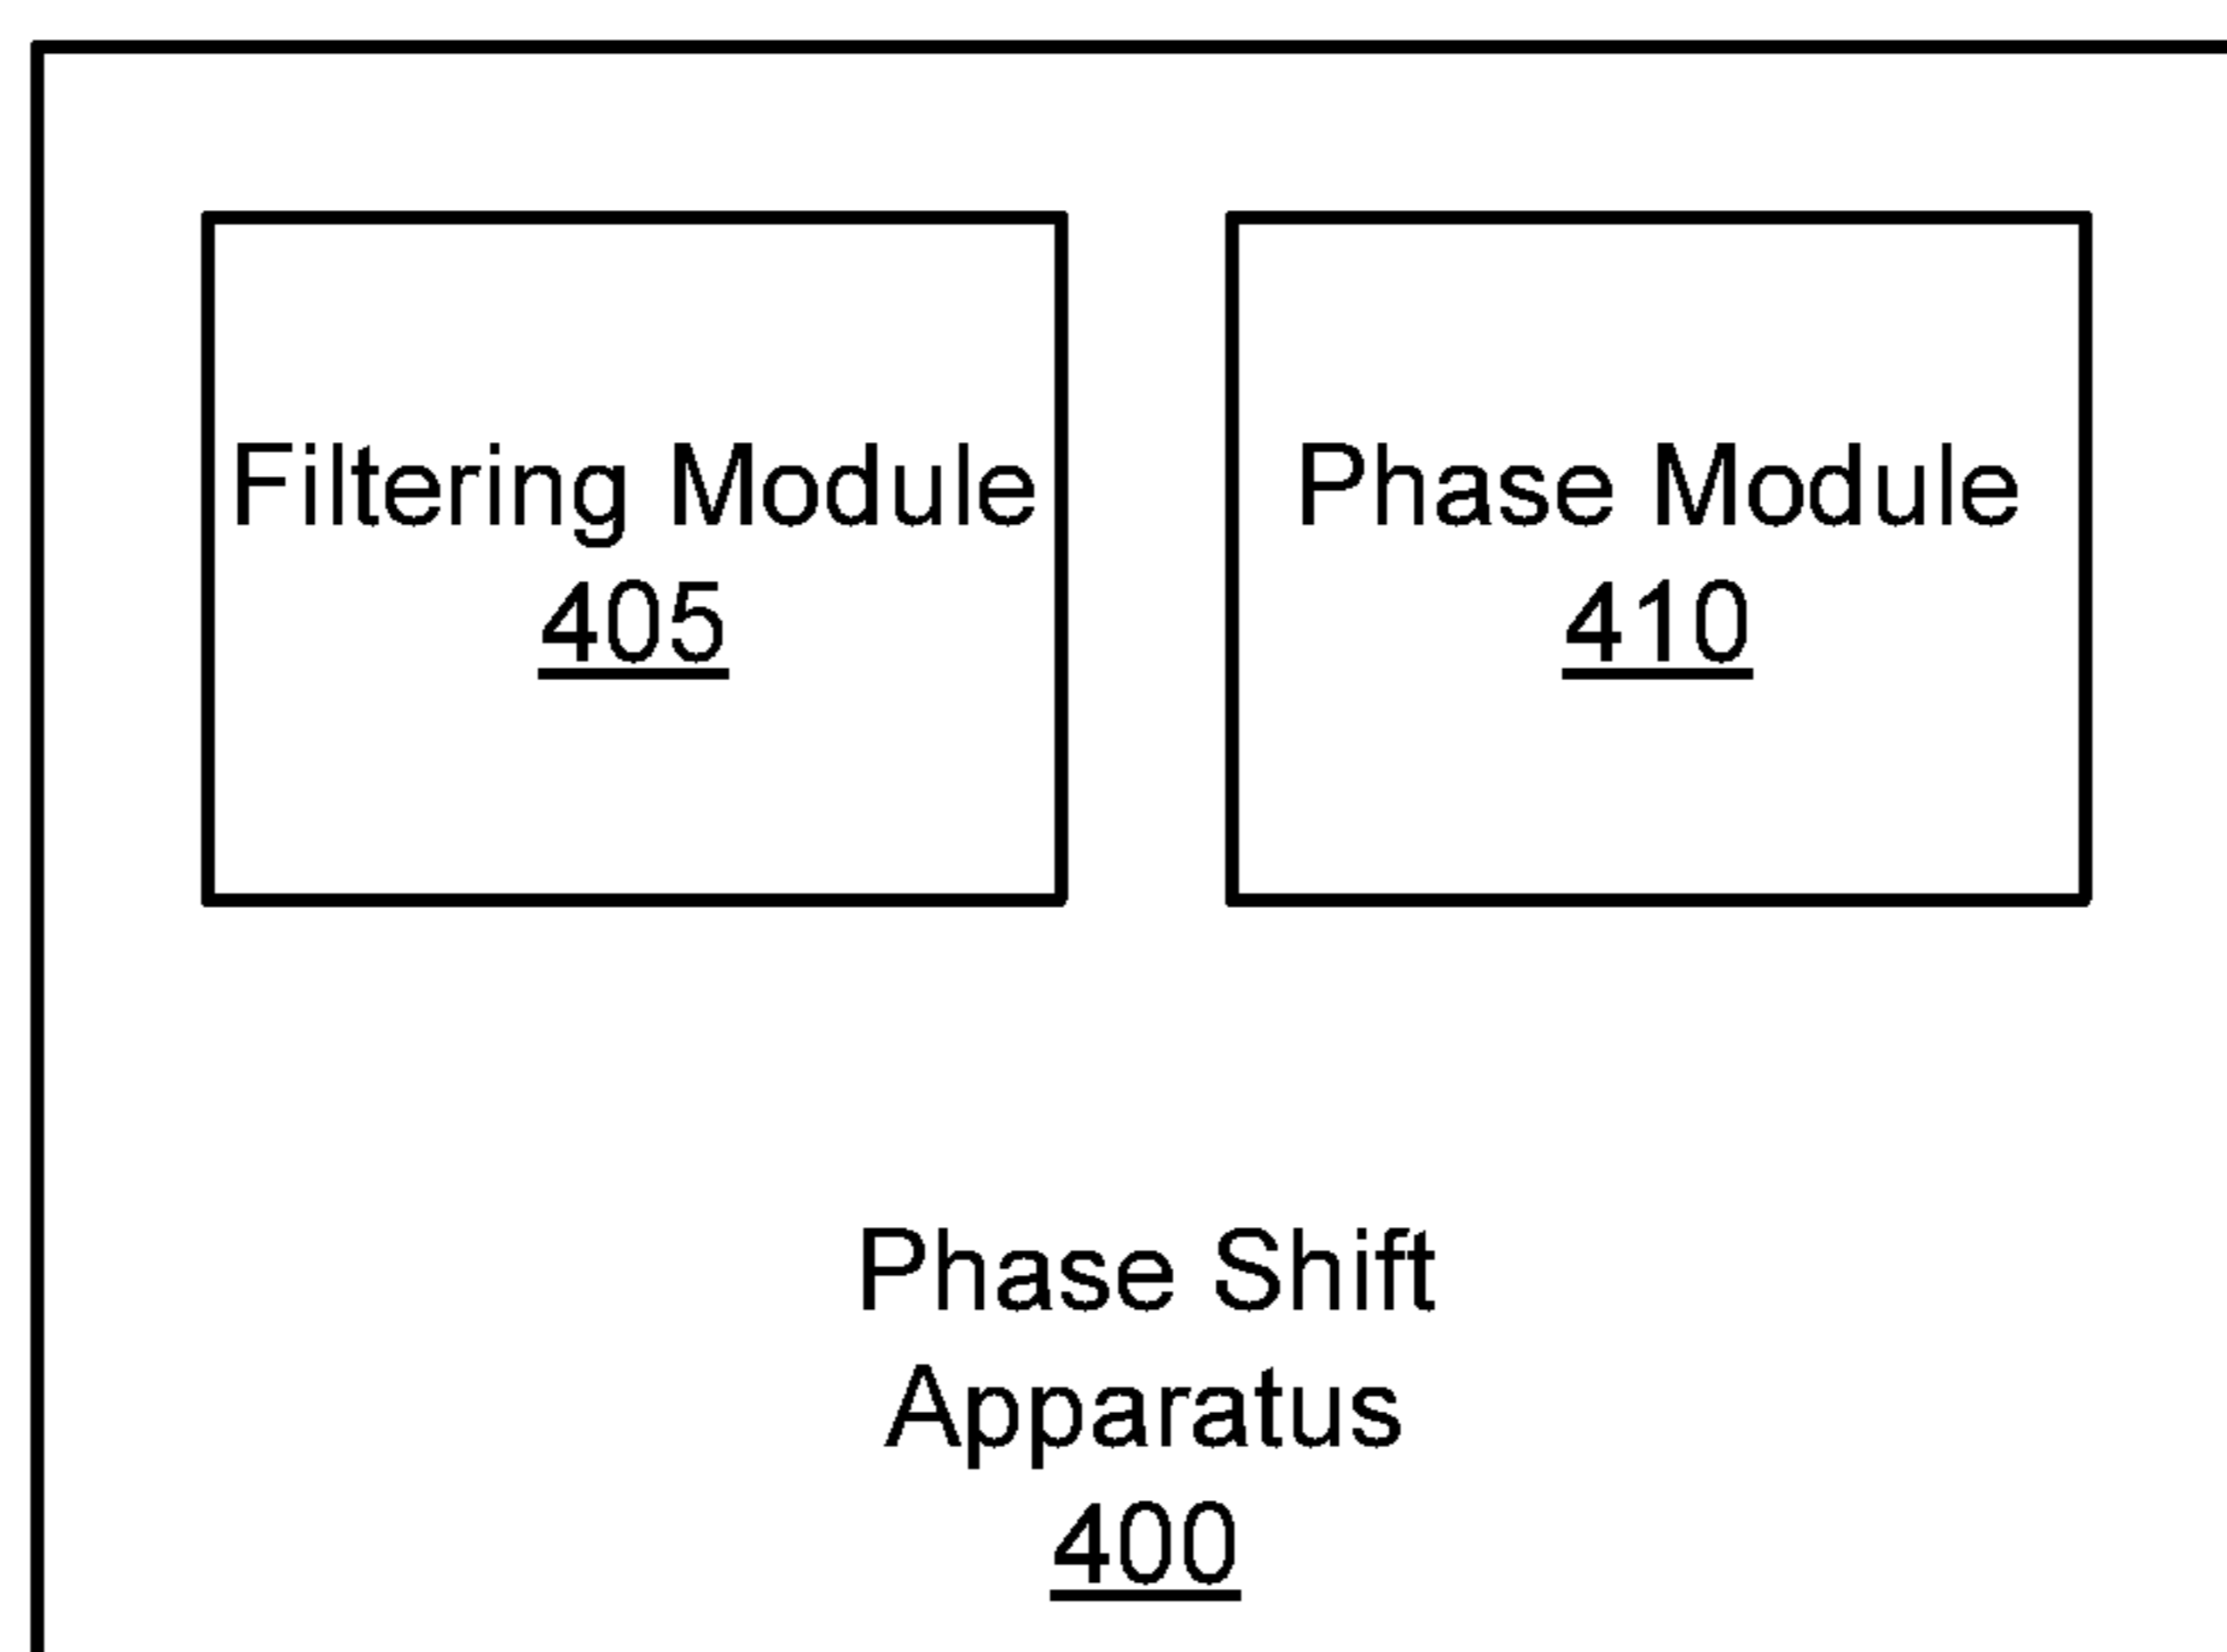 Filtering Module
405
Phase Module
410
Phase Shift
Apparatus
400